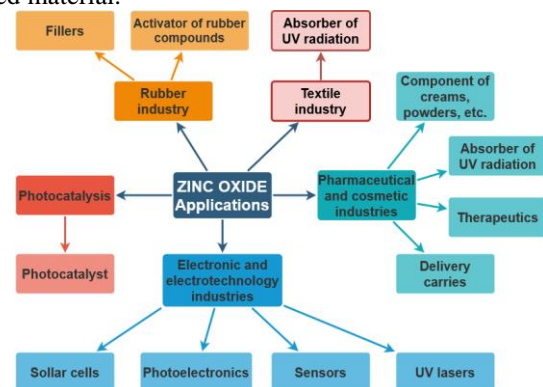 ed material.
Fillers
Activator of rubber
compounds
Absorber of
UV radiation
Rubber
industry
Textile
industry
Component of
creams,
powders, etc.
Absorber of
UV radiation
Photocatalysis
ZINC OXIDE
Applications
Pharmaceutical
and cosmetic
industries
Therapeutics
Photocatalyst
Electronic and
electrotechnology
industries
Delivery
carries
Sollar cells
Photoelectronics
Sensors
UV lasers